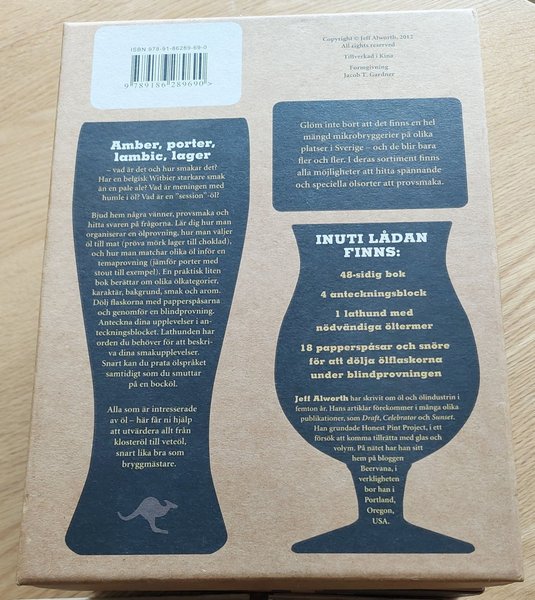 ISBN 978-91-86289-69-0
9 789186 289690 >
Copyright © Jeff Alworth, 2012
All rights reserved
Tillverkad i Kina
Formgivning
Jacob T. Gardner
Amber, porter,
lambic, lager
– vad är det och hur smakar det?
Har en belgisk Witbier starkare smak
än en pale ale? Vad är meningen med
humle i öl? Vad är en "session"-öl?
Bjud hem några vänner, provsmaka och
hitta svaren på frågorna. Lär dig hur man
organiserar en ölprovning, hur man väljer
öl till mat (pröva mörk lager till choklad),
och hur man matchar olika öl inför en
temaprovning (jämför porter med
stout till exempel). En praktisk liten
bok berättar om olika ölkategorier,
karaktär, bakgrund, smak och arom.
Dölj flaskorna med papperspåsarna
och genomför en blindprovning.
Anteckna dina upplevelser i an-
teckningsblocket. Lathunden har
orden du behöver för att beskri-
va dina smakupplevelser.
Snart kan du prata ölspråket
samtidigt som du smuttar
på en bocköl.
Alla som är intresserade
av öl – här får ni hjälp
att utvärdera allt från
klosteröl till veteöl,
snart lika bra som
bryggmästare.
Glöm inte bort att det finns en hel
mängd mikrobryggerier på olika
platser i Sverige – och de blir bara
fler och fler. I deras sortiment finns
alla möjligheter att hitta spännande
och speciella ölsorter att provsmaka.
INUTI LÅDAN
FINNS:
48-sidig bok
4 anteckningsblock
1 lathund med
nödvändiga öltermer
18 papperspåsar och snöre
för att dölja ölflaskorna
under blindprovningen
Jeff Alworth har skrivit om öl och ölindustrin i
femton år. Hans artiklar förekommer i många olika
publikationer, som Draft, Celebrator och Sunset.
Han grundade Honest Pint Project, i ett
försök att komma tillrätta med glas och
volym. På nätet har han sitt
hem på bloggen
Beervana, i
verkligheten
bor han i
Portland,
Oregon,
USA.